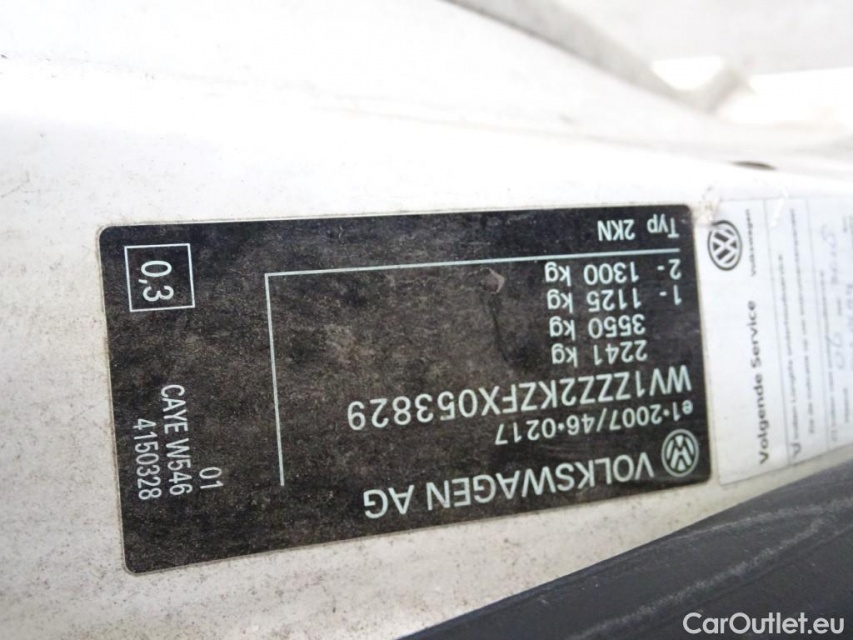 VOLKSWAGEN AG
e1*2007/46*0217
WV1ZZZ2KZFX053829
2241 kg
3550 kg
1- 1125 kg
2- 1300 kg
Typ 2KN
4150328
CAYE W546
01
0,3
Volkswagen
Volgende Service
CarOutlet.eu